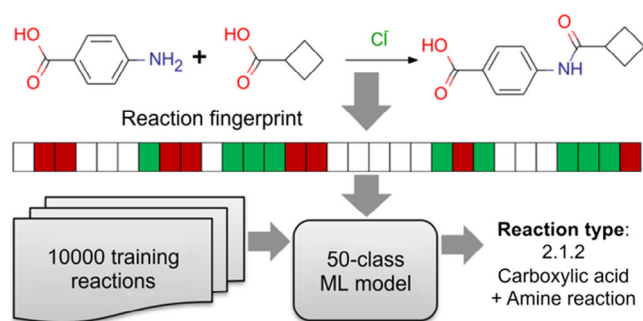 HO
O
NH2
+
HO
O
Cl-
HO
O
NH
O
Reaction fingerprint
10000 training
reactions
50-class
ML model
Reaction type:
2.1.2
Carboxylic acid
+ Amine reaction